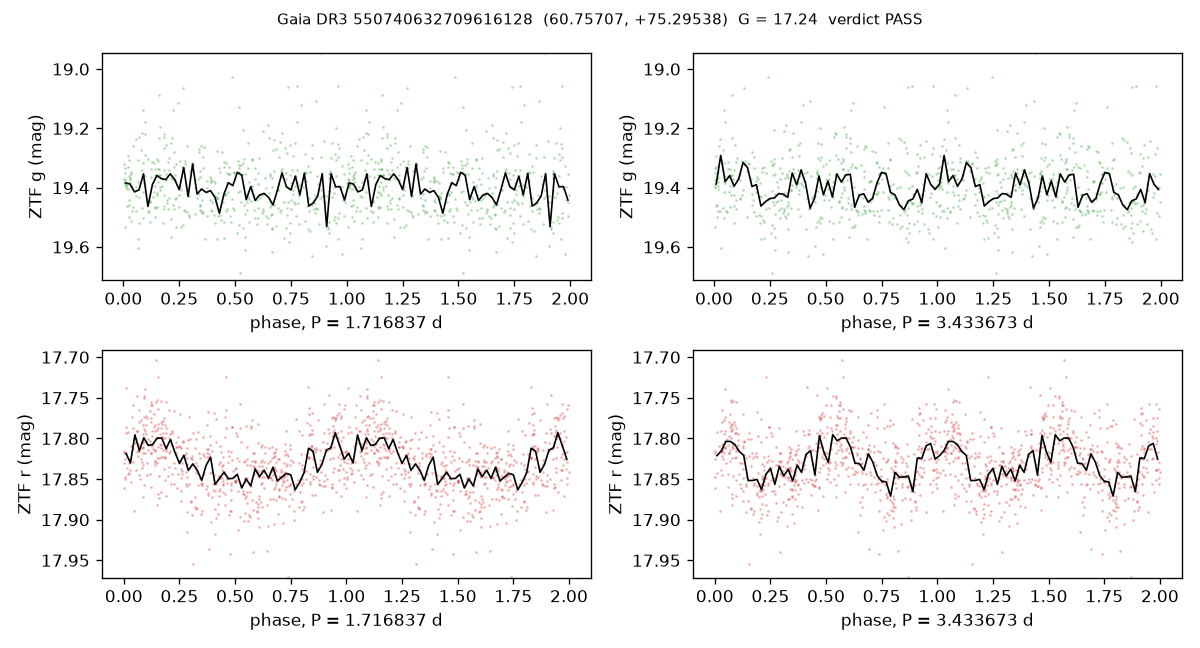 Gaia DR3 550740632709616128  (60.75707, +75.29538)  G = 17.24  verdict PASS
ZTF g (mag)
19.0
19.2
19.4
19.6
0.00 0.25 0.50 0.75 1.00 1.25 1.50 1.75 2.00
phase, P = 1.716837 d
ZTF g (mag)
19.0
19.2
19.4
19.6
0.00 0.25 0.50 0.75 1.00 1.25 1.50 1.75 2.00
phase, P = 3.433673 d
ZTF r (mag)
17.70
17.75
17.80
17.85
17.90
17.95
0.00 0.25 0.50 0.75 1.00 1.25 1.50 1.75 2.00
phase, P = 1.716837 d
ZTF r (mag)
17.70
17.75
17.80
17.85
17.90
17.95
0.00 0.25 0.50 0.75 1.00 1.25 1.50 1.75 2.00
phase, P = 3.433673 d